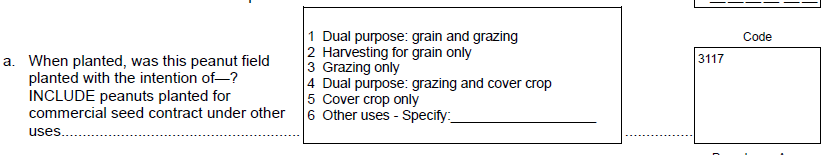 1 Dual purpose: grain and grazing
Code
2 Harvesting for grain only
a. When planted, was this peanut field
3 Grazing only
3117
planted with the intention of—?
4 Dual purpose: grazing and cover crop
INCLUDE peanuts planted for
5 Cover crop only
commercial seed contract under other
6 Other uses - Specify:____________________
uses.......................................................